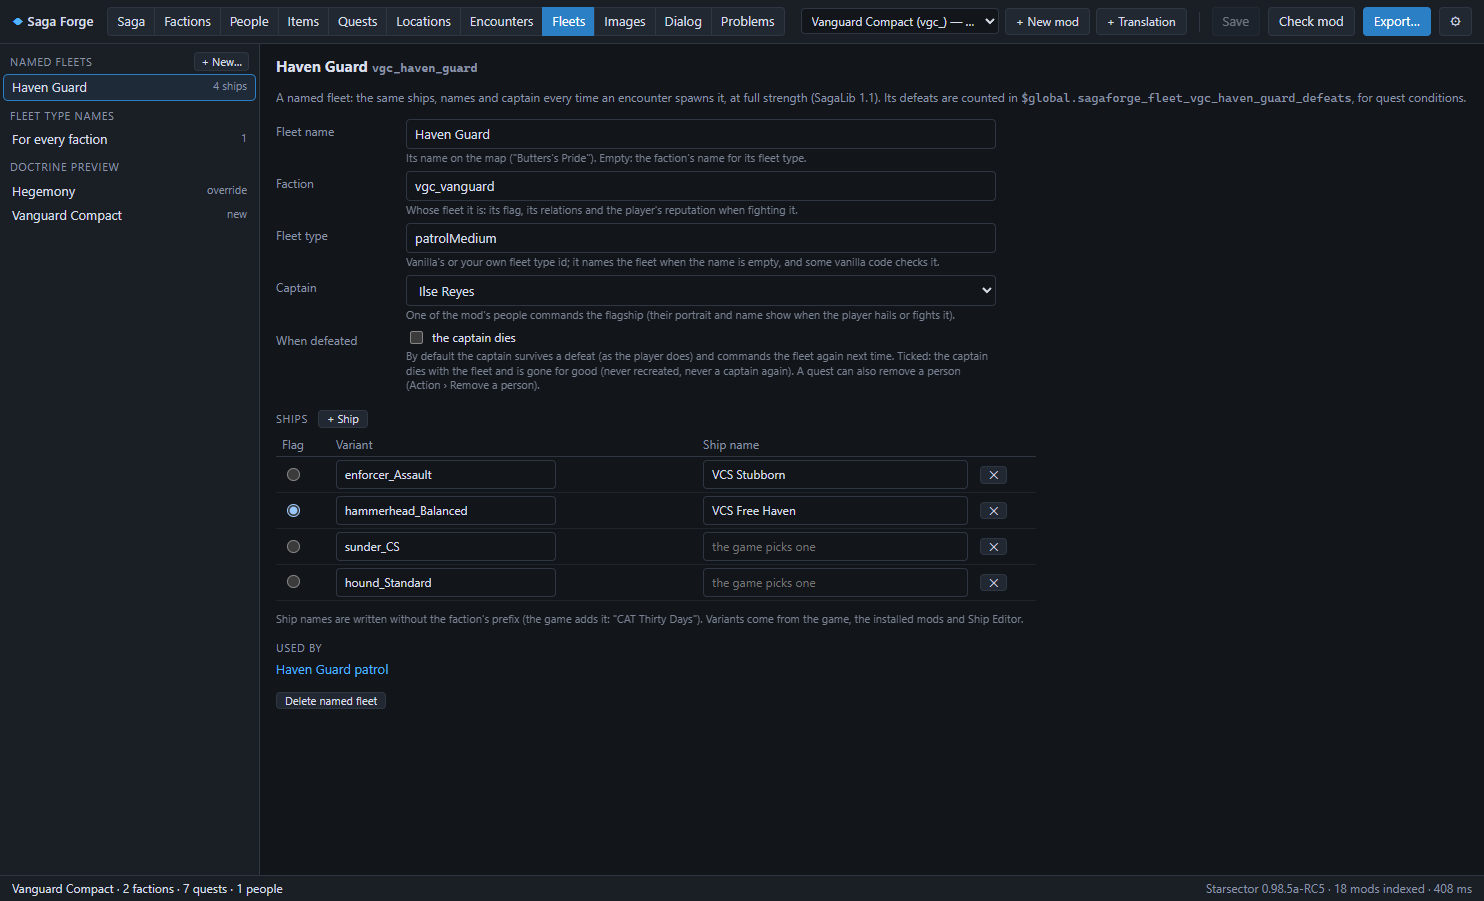 Saga Forge
Saga
Factions
People
Items
Quests
Locations
Encounters
Fleets
Images
Dialog
Problems
Vanguard Compact (vgc_) — ...
+ New mod
+ Translation
Save
Check mod
Export...
NAMED FLEETS
+ New...
Haven Guard
4 ships
FLEET TYPE NAMES
For every faction
1
DOCTRINE PREVIEW
Hegemony
override
Vanguard Compact
new
Haven Guard vgc_haven_guard
A named fleet: the same ships, names and captain every time an encounter spawns it, at full strength (SagaLib 1.1). Its defeats are counted in $global.sagaforge_fleet_vgc_haven_guard_defeats, for quest conditions.
Fleet name
Haven Guard
Its name on the map ("Butters's Pride"). Empty: the faction's name for its fleet type.
Faction
vgc_vanguard
Whose fleet it is: its flag, its relations and the player's reputation when fighting it.
Fleet type
patrolMedium
Vanilla's or your own fleet type id; it names the fleet when the name is empty, and some vanilla code checks it.
Captain
Ilse Reyes
One of the mod's people commands the flagship (their portrait and name show when the player hails or fights it).
When defeated
the captain dies
By default the captain survives a defeat (as the player does) and commands the fleet again next time. Ticked: the captain
dies with the fleet and is gone for good (never recreated, never a captain again). A quest can also remove a person
(Action › Remove a person).
SHIPS
+ Ship
Flag
Variant
Ship name
enforcer_Assault
VCS Stubborn
hammerhead_Balanced
VCS Free Haven
sunder_CS
the game picks one
hound_Standard
the game picks one
Ship names are written without the faction's prefix (the game adds it: "CAT Thirty Days"). Variants come from the game, the installed mods and Ship Editor.
USED BY
Haven Guard patrol
Delete named fleet
Vanguard Compact · 2 factions · 7 quests · 1 people
Starsector 0.98.5a-RC5 · 18 mods indexed · 408 ms